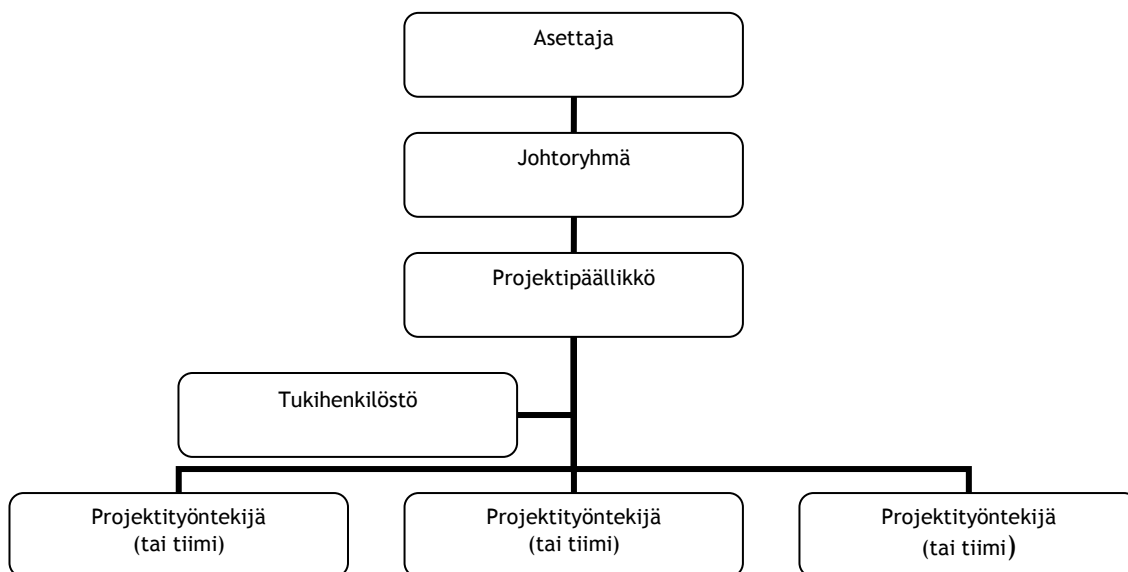 Asettaja
Johtoryhmä
Projektipäällikkö
Tukihenkilöstö
Projektityöntekijä
(tai tiimi)
Projektityöntekijä
(tai tiimi)
Projektityöntekijä
(tai tiimi)